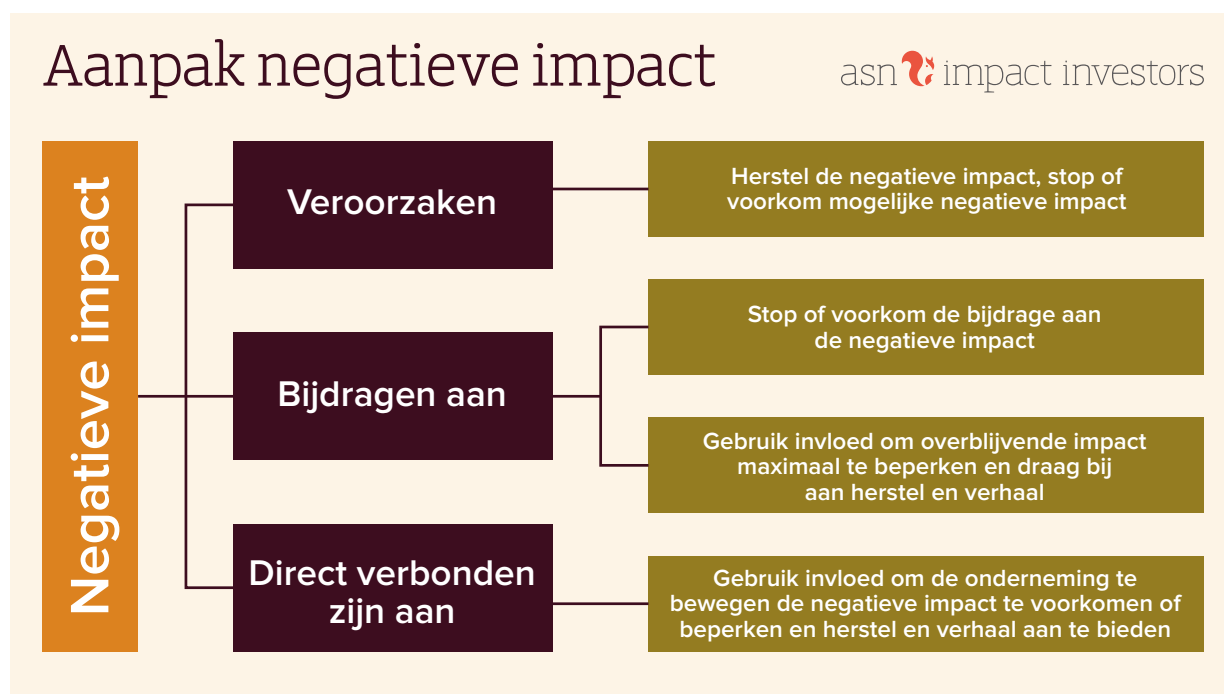 Aanpak negatieve impact
asn impact investors
Negatieve impact
Veroorzaken
Herstel de negatieve impact, stop of
voorkom mogelijke negatieve impact
Bijdragen aan
Stop of voorkom de bijdrage aan
de negatieve impact
Gebruik invloed om overblijvende impact
maximaal te beperken en draag bij
aan herstel en verhaal
Direct verbonden
zijn aan
Gebruik invloed om de onderneming te
bewegen de negatieve impact te voorkomen of
beperken en herstel en verhaal aan te bieden